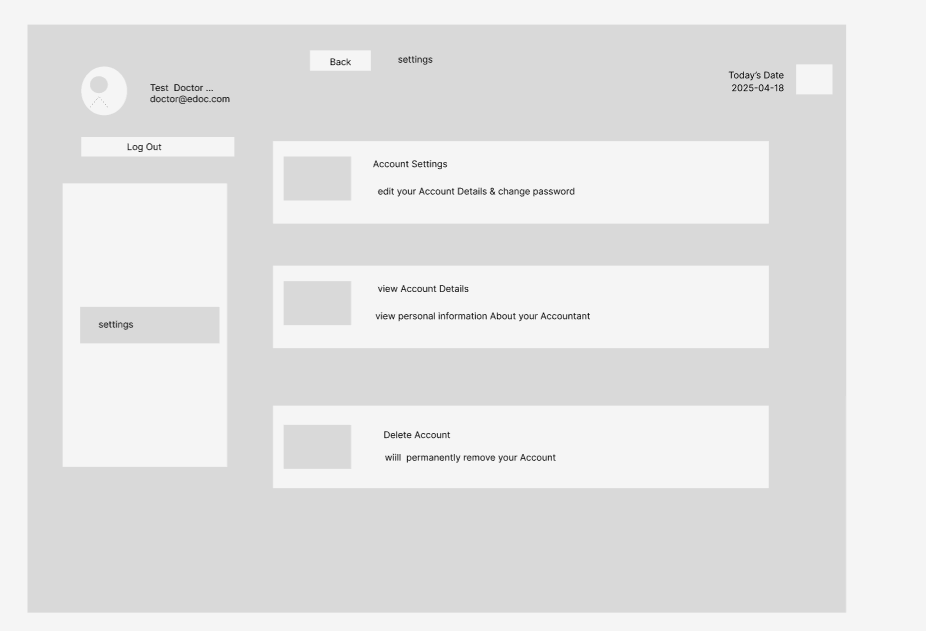 Back
settings
Today's Date
2025-04-18
Test Doctor ...
doctor@edoc.com
Log Out
settings
Account Settings
edit your Account Details & change password
view Account Details
view personal information About your Accountant
Delete Account
wiill permanently remove your Account